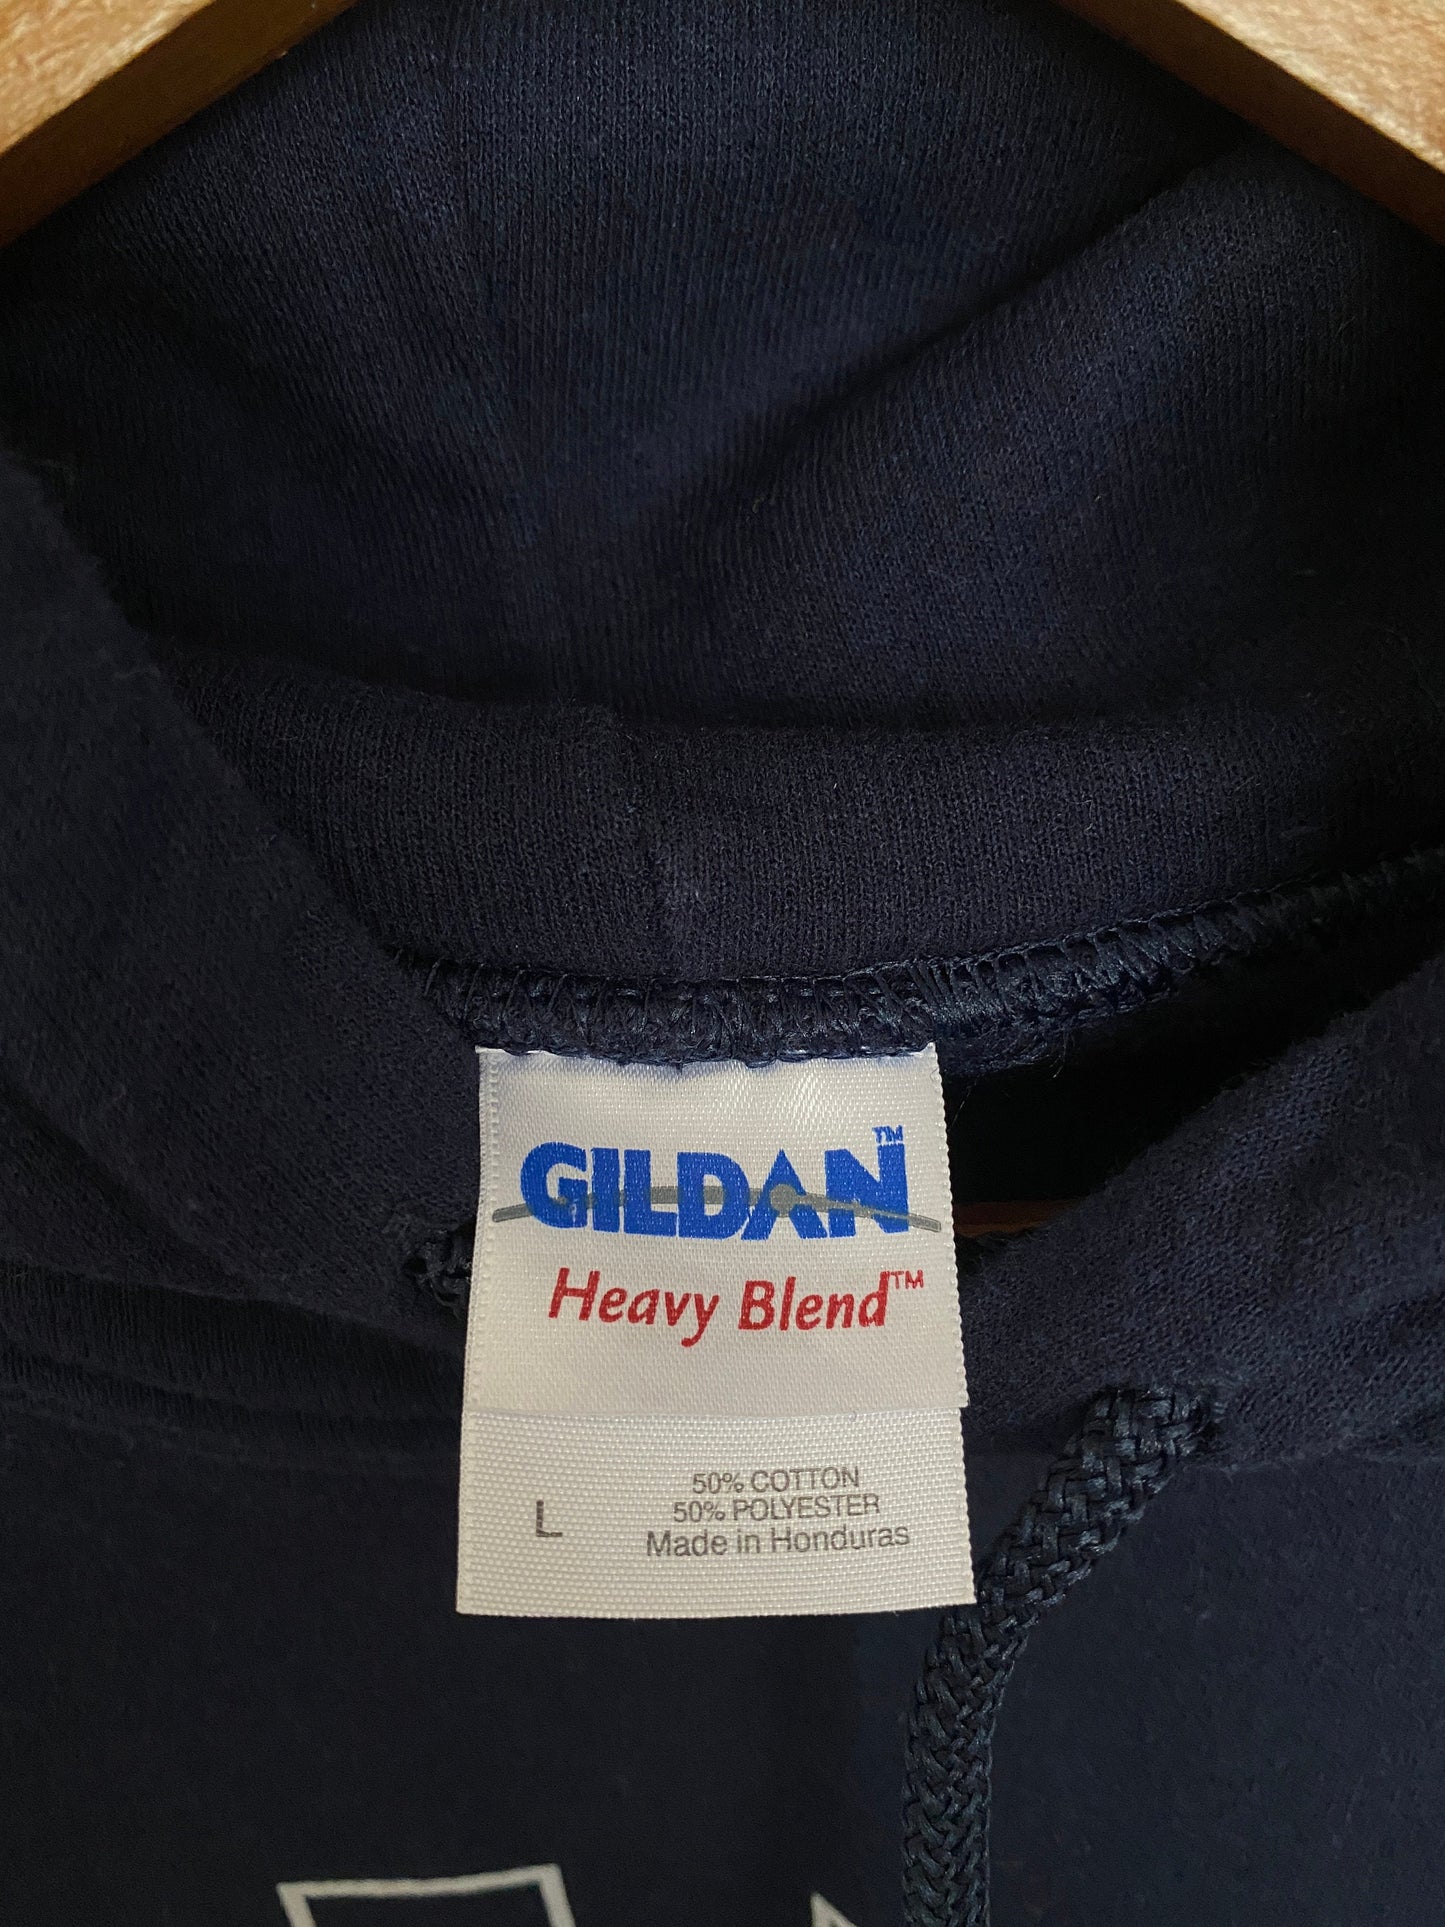 GILDAN™
Heavy Blend™
50% COTTON
50% POLYESTER
L
Made in Honduras